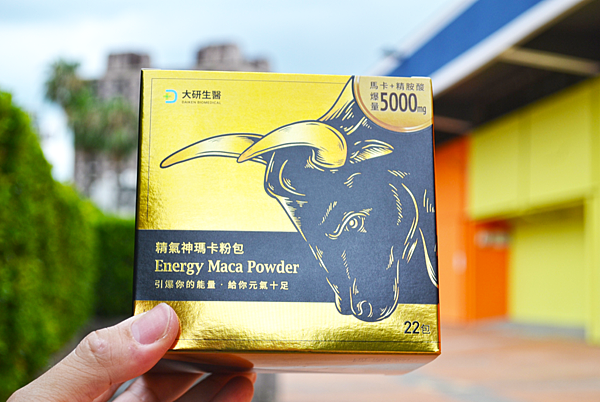 大研生醫
DAIKEN BIOMEDICAL
馬卡+精胺酸
爆量5000mg
精氣神瑪卡粉包
Energy Maca Powder
引爆你的能量·給你元氣十足
22包